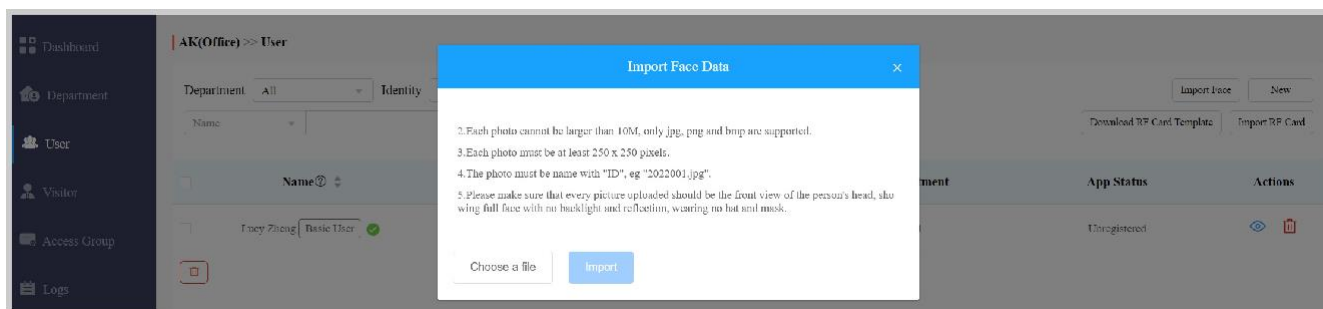 Dashboard
AK(Office) >> User
Import Face Data
Department
All
Identity
Import Face
New
Department
Name
2.Each photo cannot be larger than 10M, only jpg, png and bmp are supported.
Download RF Card Template
Import RF Card
User
3.Each photo must be at least 250 x 250 pixels.
4.The photo must be name with "ID", eg "2022001.jpg".
Visitor
Name
5.Please make sure that every picture uploaded should be the front view of the person's head, sho
wing full face with no backlight and reflection, wearing no hat and mask.
App Status
Actions
Lucy Zheng
Basic User
Unregistered
Access Group
Choose a file
Import
Logs